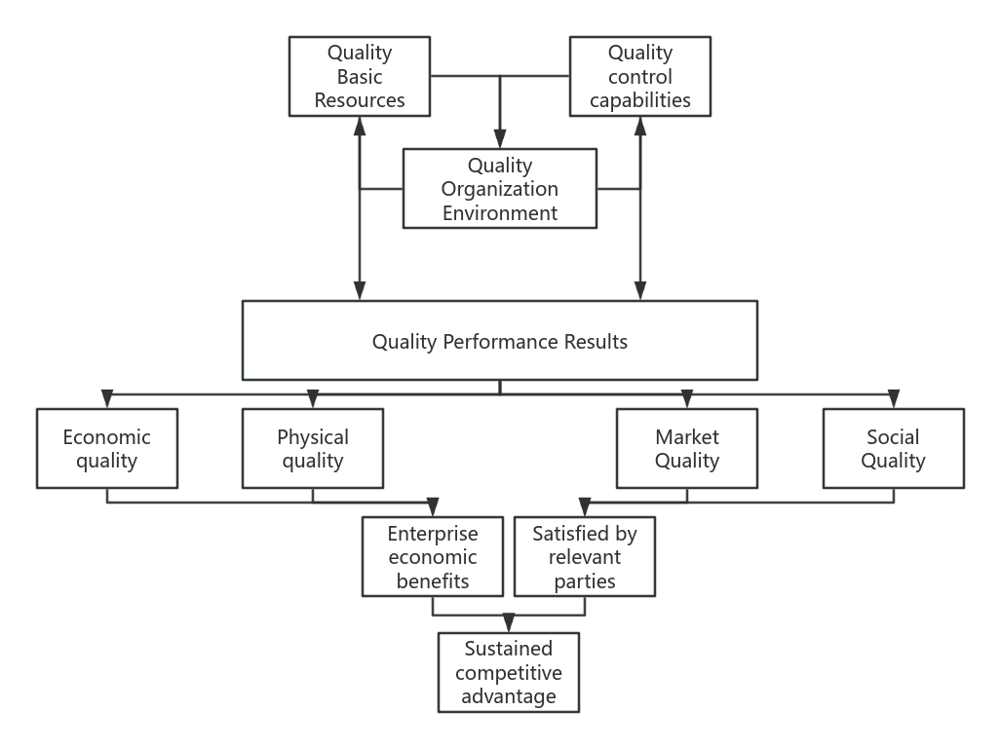 Quality
Basic
Resources
Quality
control
capabilities
Quality
Organization
Environment
Quality Performance Results
Economic
quality
Physical
quality
Market
Quality
Social
Quality
Enterprise
economic
benefits
Satisfied by
relevant
parties
Sustained
competitive
advantage